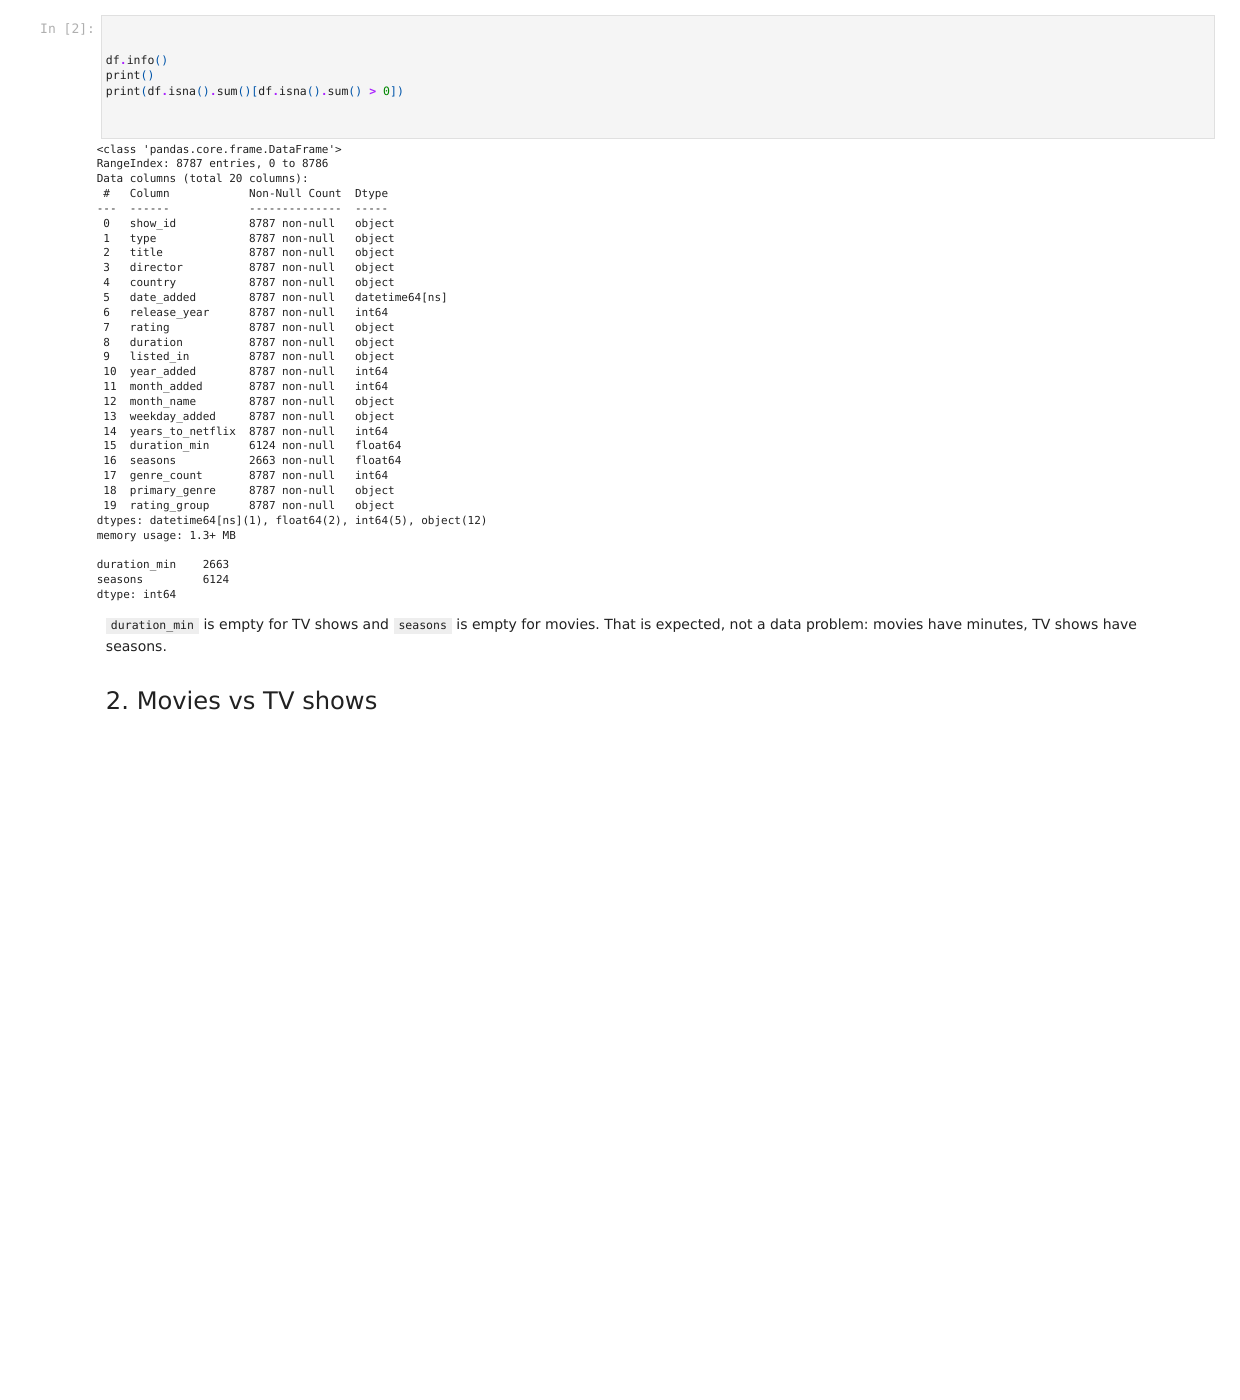 In [2]:
df.info()
print()
print(df.isna().sum()[df.isna().sum() > 0])
<class 'pandas.core.frame.DataFrame'>
RangeIndex: 8787 entries, 0 to 8786
Data columns (total 20 columns):
 #   Column            Non-Null Count  Dtype
---  ------            --------------  -----
 0   show_id           8787 non-null   object
 1   type              8787 non-null   object
 2   title             8787 non-null   object
 3   director          8787 non-null   object
 4   country           8787 non-null   object
 5   date_added        8787 non-null   datetime64[ns]
 6   release_year      8787 non-null   int64
 7   rating            8787 non-null   object
 8   duration          8787 non-null   object
 9   listed_in         8787 non-null   object
 10  year_added        8787 non-null   int64
 11  month_added       8787 non-null   int64
 12  month_name        8787 non-null   object
 13  weekday_added     8787 non-null   object
 14  years_to_netflix  8787 non-null   int64
 15  duration_min      6124 non-null   float64
 16  seasons           2663 non-null   float64
 17  genre_count       8787 non-null   int64
 18  primary_genre     8787 non-null   object
 19  rating_group      8787 non-null   object
dtypes: datetime64[ns](1), float64(2), int64(5), object(12)
memory usage: 1.3+ MB
duration_min    2663
seasons         6124
dtype: int64
duration_min is empty for TV shows and seasons is empty for movies. That is expected, not a data problem: movies have minutes, TV shows have
seasons.
2. Movies vs TV shows